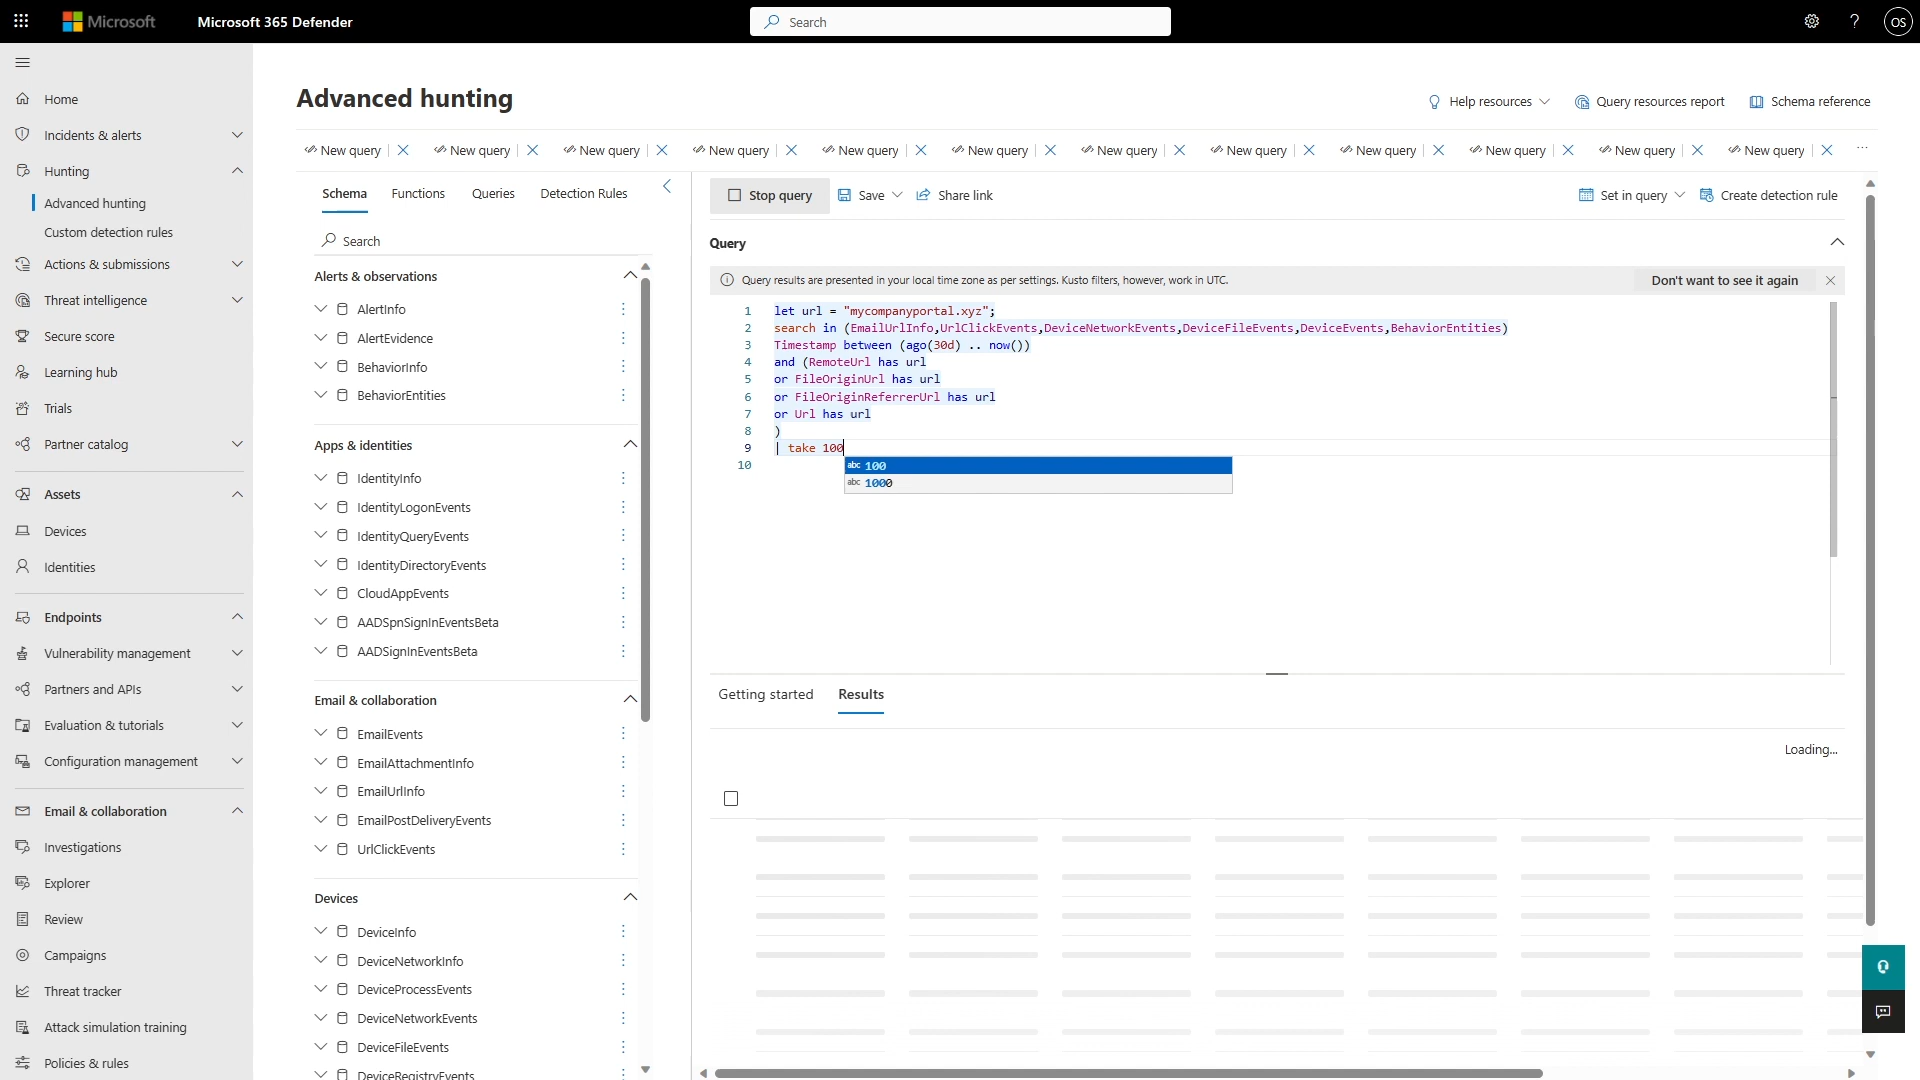 Microsoft
Microsoft 365 Defender
Search
?
OS
Home
Incidents & alerts
Hunting
Advanced hunting
Custom detection rules
Actions & submissions
Threat intelligence
Secure score
Learning hub
Trials
Partner catalog
Assets
Devices
Identities
Endpoints
Vulnerability management
Partners and APIs
Evaluation & tutorials
Configuration management
Email & collaboration
Investigations
Explorer
Review
Campaigns
Threat tracker
Attack simulation training
Policies & rules
Advanced hunting
Help resources
Query resources report
Schema reference
New query
New query
New query
New query
New query
New query
New query
New query
New query
New query
New query
New query
...
Schema
Functions
Queries
Detection Rules
Search
Alerts & observations
AlertInfo
AlertEvidence
BehaviorInfo
BehaviorEntities
Apps & identities
IdentityInfo
IdentityLogonEvents
IdentityQueryEvents
IdentityDirectoryEvents
CloudAppEvents
AADSpnSignInEventsBeta
AADSignInEventsBeta
Email & collaboration
EmailEvents
EmailAttachmentInfo
EmailUrlInfo
EmailPostDeliveryEvents
UrlClickEvents
Devices
DeviceInfo
DeviceNetworkInfo
DeviceProcessEvents
DeviceNetworkEvents
DeviceFileEvents
DeviceRegistryEvents
Stop query
Save
Share link
Set in query
Create detection rule
Query
Query results are presented in your local time zone as per settings. Kusto filters, however, work in UTC.
Don't want to see it again
1 let url = "mycompanyportal.xyz";
2 search in (EmailUrlInfo,UrlClickEvents,DeviceNetworkEvents,DeviceFileEvents,DeviceEvents,BehaviorEntities)
3 Timestamp between (ago(30d) .. now())
4 and (RemoteUrl has url
5 or FileOriginUrl has url
6 or FileOriginReferrerUrl has url
7 or Url has url
8 )
9 | take 100
10
abc 100
abc 1000
Getting started
Results
Loading...